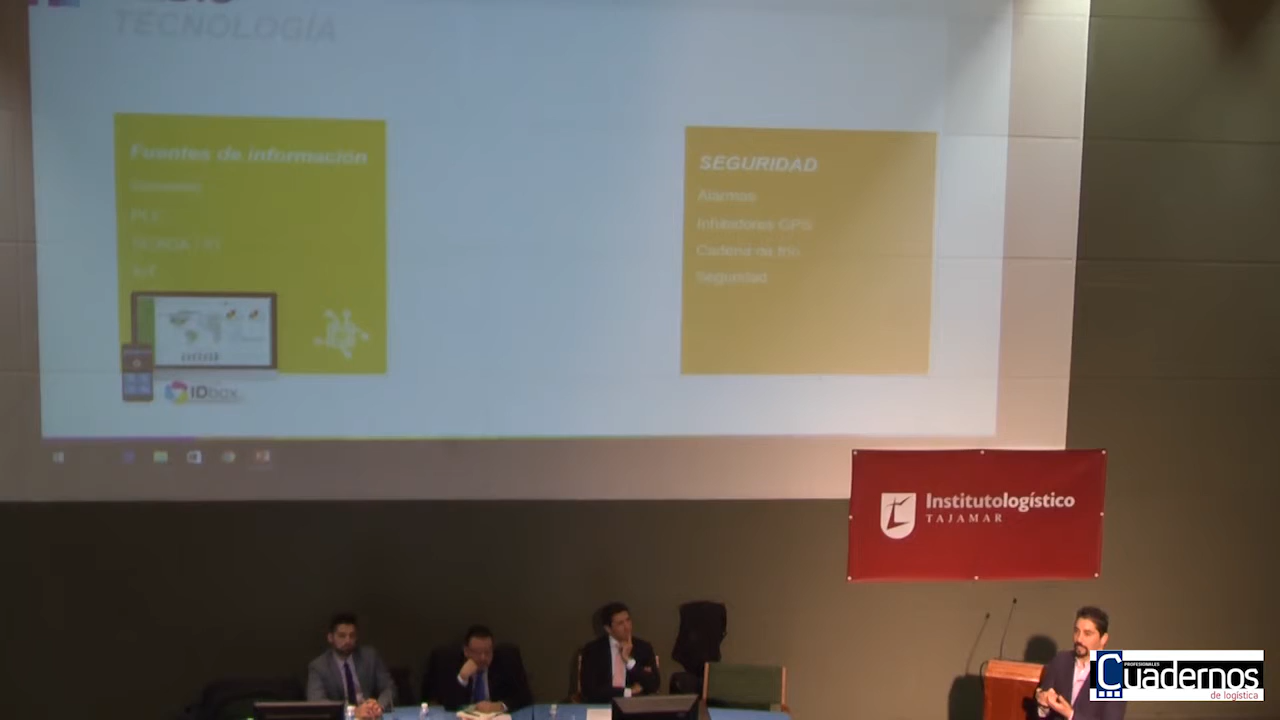 TECNOLOGÍA
Fuentes de información
IDbox
SEGURIDAD
Alarmas
Inhibidores GPS
Cadena de frío
Seguridad
Institutologístico
TAJAMAR
PROFESIONALES
Cuadernos
de logística